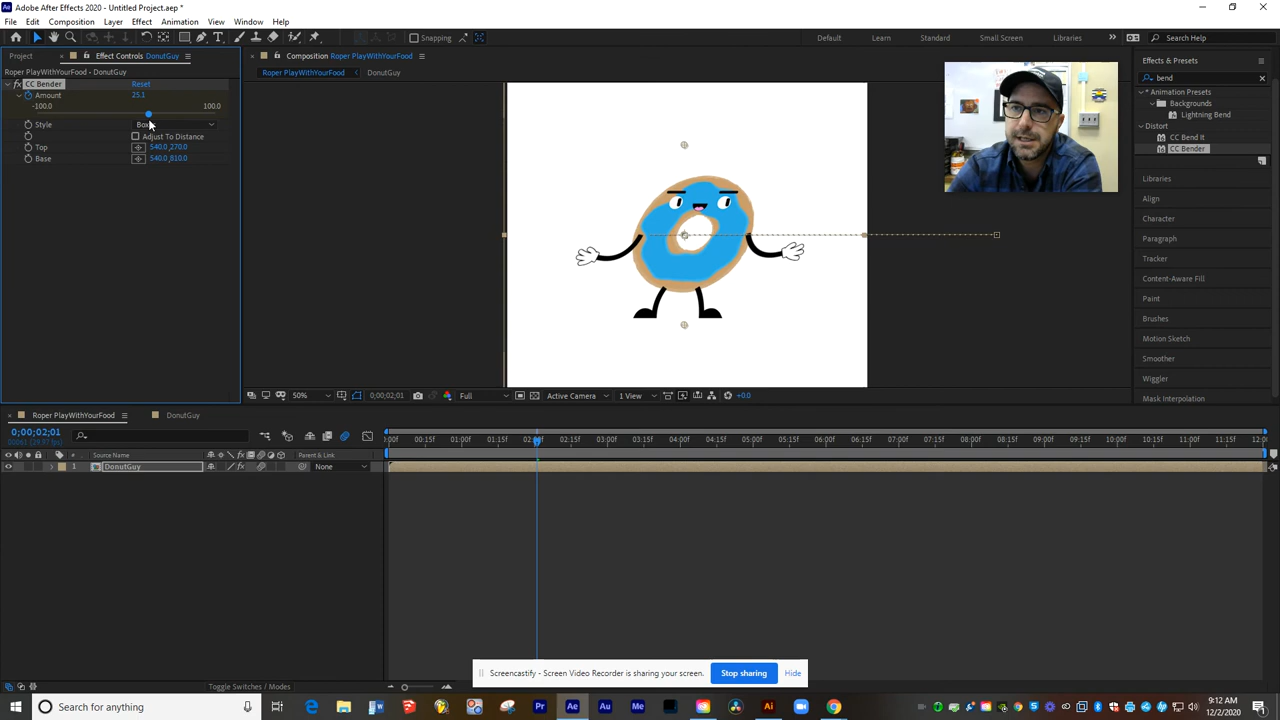 Adobe After Effects 2020 - Untitled Project.aep *
File Edit Composition Layer Effect Animation View Window Help
Snapping Default Learn Standard Small Screen Libraries Search Help
Project Effect Controls DonutGuy
Composition Roper PlayWithYourFood
Roper PlayWithYourFood • DonutGuy
Roper PlayWithYourFood DonutGuy
CC Bender Reset
Amount 25.1
-100.0 100.0
Style
Adjust To Distance
Top 540.0,270.0
Base 540.0,810.0
Effects & Presets
bend
* Animation Presets
Backgrounds
Lightning Bend
Distort
CC Bend It
CC Bender
Libraries
Align
Character
Paragraph
Tracker
Content-Aware Fill
Paint
Brushes
Motion Sketch
Smoother
Wiggler
Mask Interpolation
50% 0;00;02;01 Full Active Camera 1 View +0.0
Roper PlayWithYourFood DonutGuy
0;00;02;01
00061 (29.97 fps)
:00f 00:15f 01:00f 01:15f 02:00f 02:15f 03:00f 03:15f 04:00f 04:15f 05:00f 05:15f 06:00f 06:15f 07:00f 07:15f 08:00f 08:15f 09:00f 09:15f 10:00f 10:15f 11:00f 11:15f 12:0
# Source Name Parent & Link
1 DonutGuy None
Screencastify - Screen Video Recorder is sharing your screen. Stop sharing Hide
Toggle Switches / Modes
Search for anything
Pr Ae Au Me Ai
9:12 AM
12/2/2020